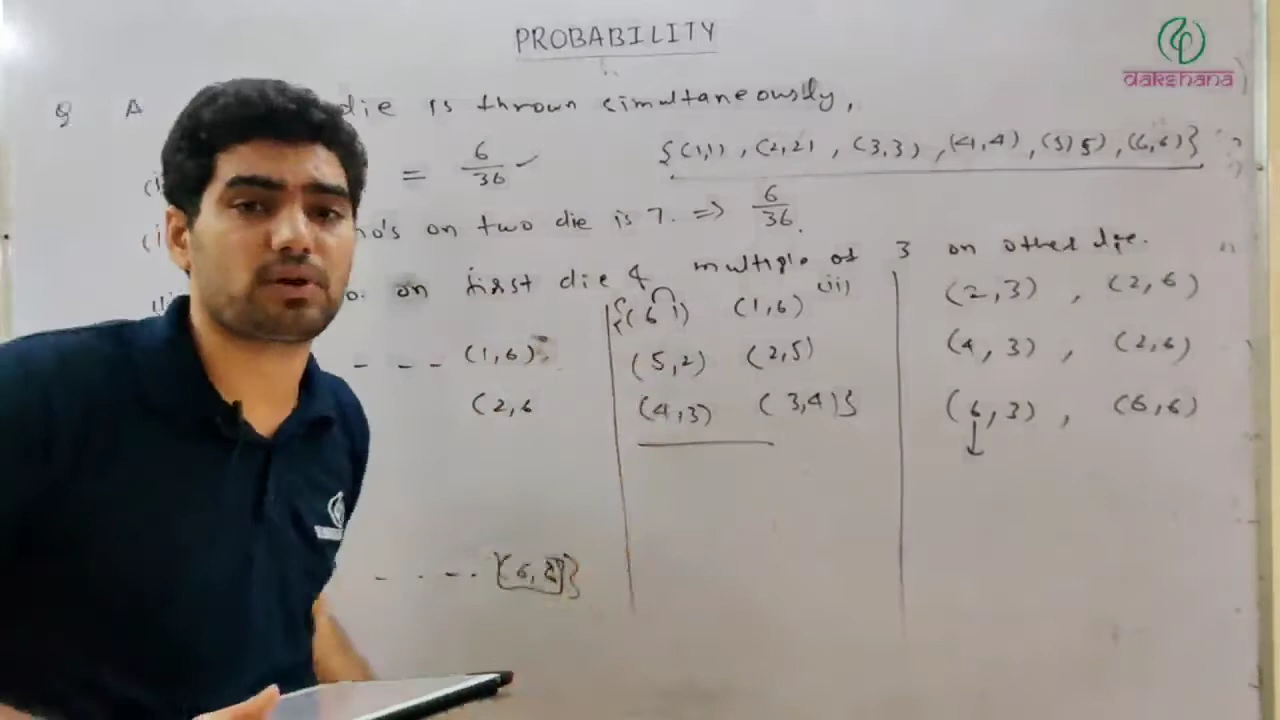 PROBABILITY
dakshana
Q A die is thrown simultaneously,
(i = 6/36 ✓ {(1,1), (2,2), (3,3), (4,4), (5,5), (6,6)}
(i no's on two die is 7. => 6/36.
(iii o. on first die & multiple of 3 on other die.
{(6 1) (1,6) (ii) (2,3), (2,6)
- - - (1,6) (5,2) (2,5) (4,3), (2,6)
(2,6 (4,3) (3,4)} (6,3), (6,6)
↓
- - - - (6, }